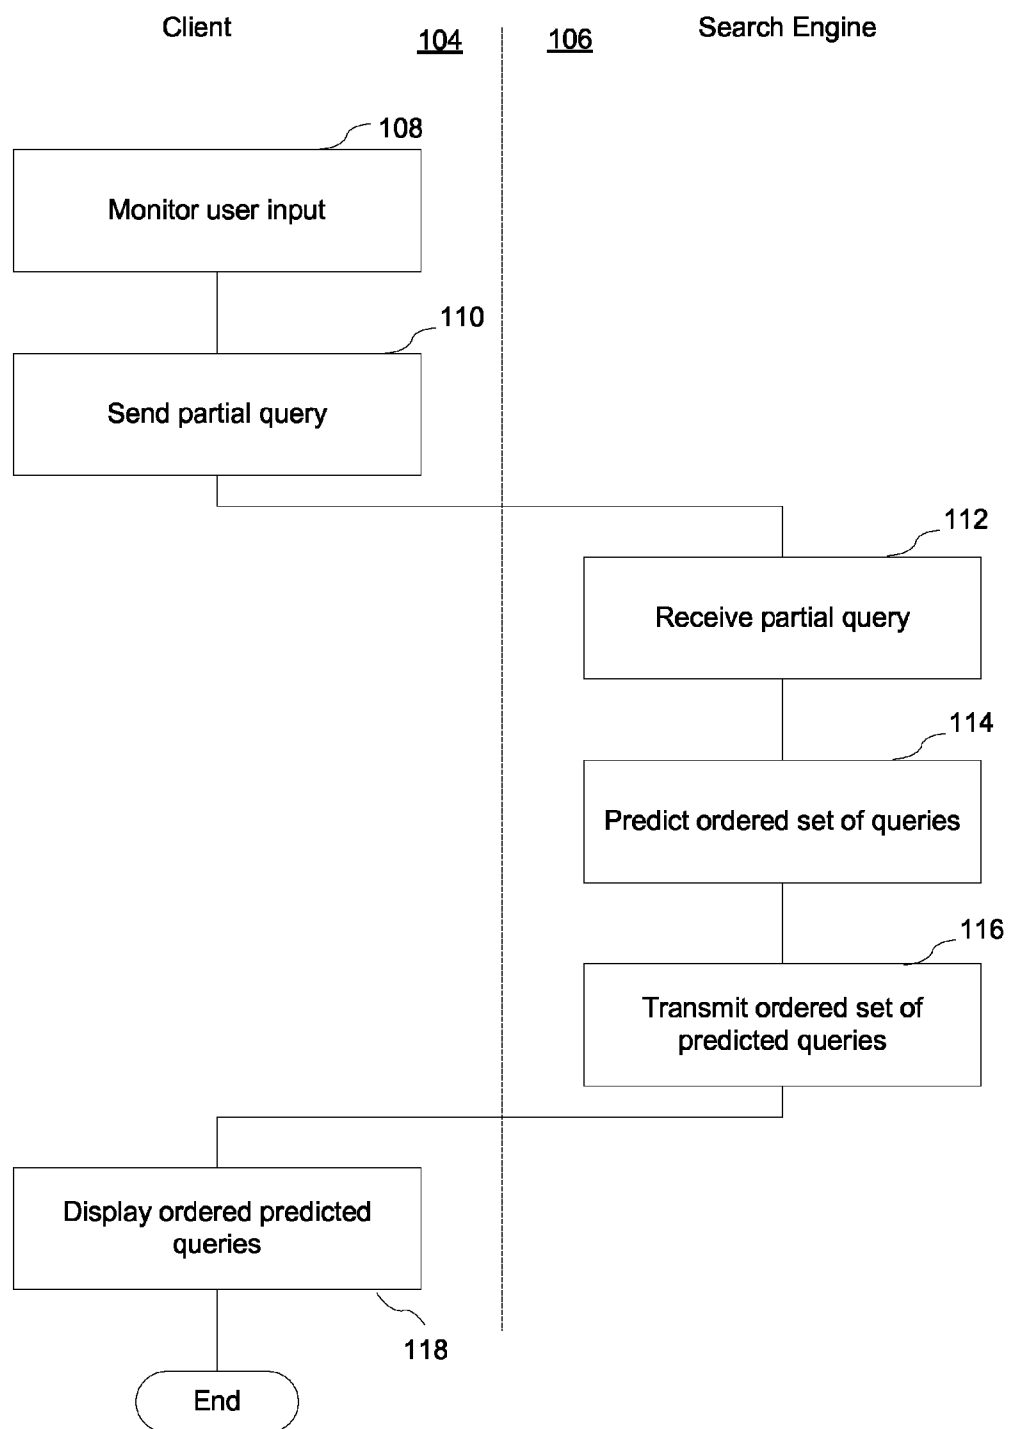 Client
104
106
Search Engine
108
Monitor user input
110
Send partial query
112
Receive partial query
114
Predict ordered set of queries
116
Transmit ordered set of
predicted queries
Display ordered predicted
queries
118
End